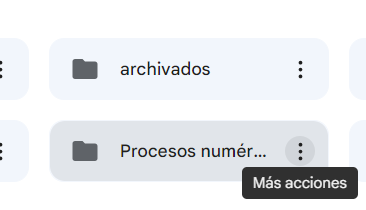 archivados
Procesos numér...
Más acciones